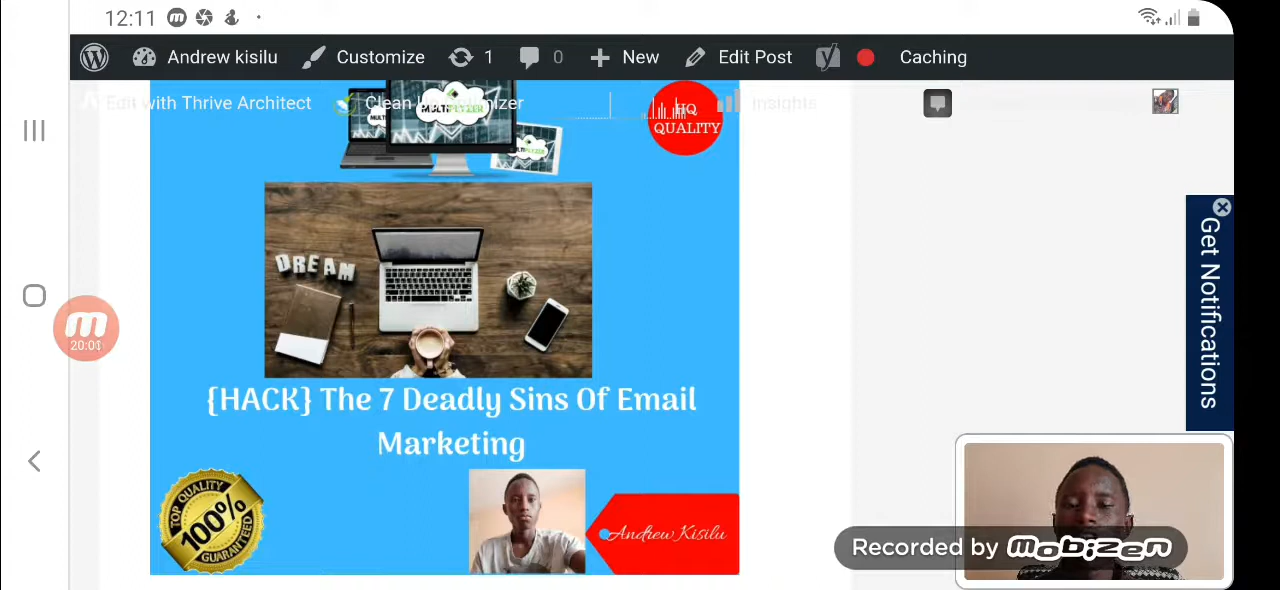 12:11
Andrew kisilu
Customize
1
0
New
Edit Post
Caching
Edit with Thrive Architect
Insights
MULTIFLYZER
HQ
QUALITY
DREAM
{HACK} The 7 Deadly Sins Of Email
Marketing
TOP QUALITY
100%
GUARANTEED
Andrew Kisilu
Get Notifications
20:01
Recorded by mobizen